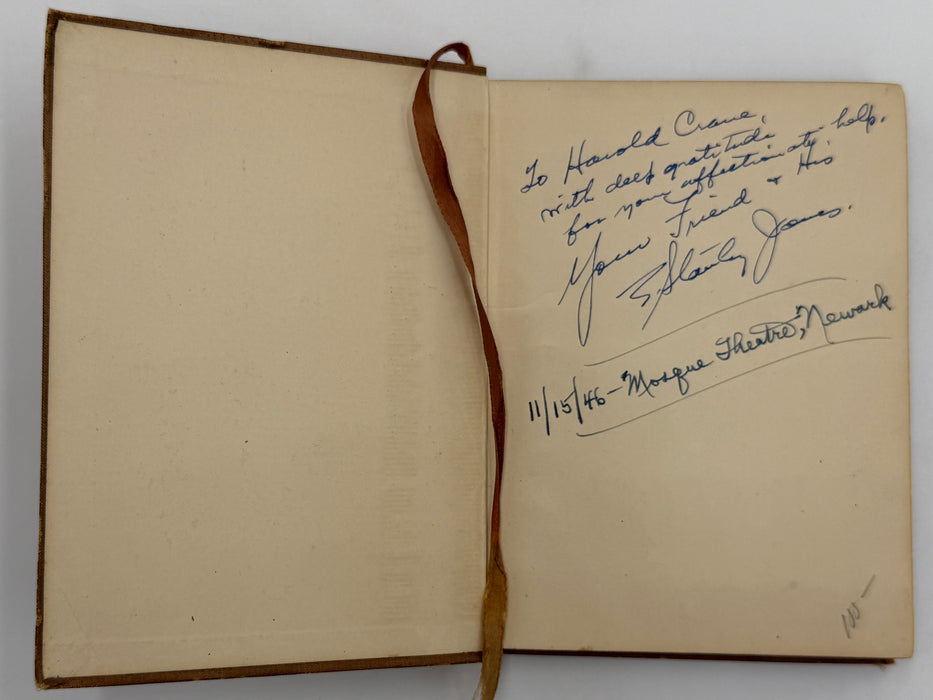 To Harold Crane,
with deep gratitude
for your affectionate help.
Your Friend & His
E. Stanley Jones.
11/15/46 - "Mosque Theatre," Newark
100 -